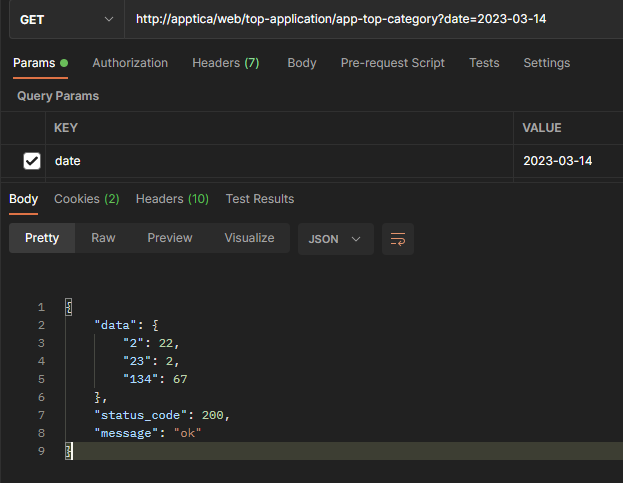 GET http://apptica/web/top-application/app-top-category?date=2023-03-14
Params Authorization Headers (7) Body Pre-request Script Tests Settings
Query Params
KEY VALUE
date 2023-03-14
Body Cookies (2) Headers (10) Test Results
Pretty Raw Preview Visualize JSON
1 {
2 "data": {
3 "2": 22,
4 "23": 2,
5 "134": 67
6 },
7 "status_code": 200,
8 "message": "ok"
9 }